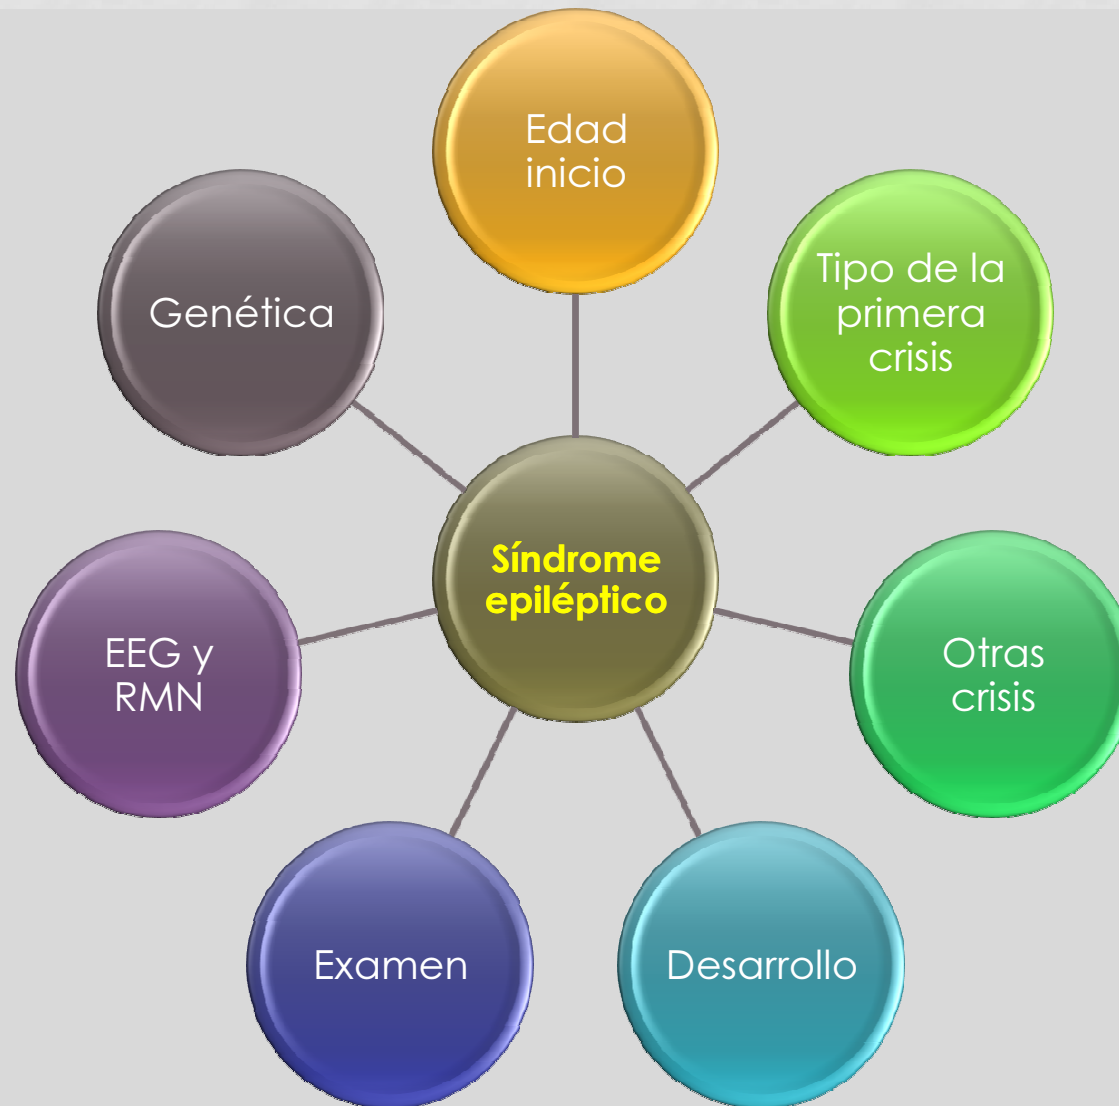 Edad
inicio
Tipo de la
primera
crisis
Otras
crisis
Desarrollo
Examen
EEG y
RMN
Genética
Síndrome
epiléptico